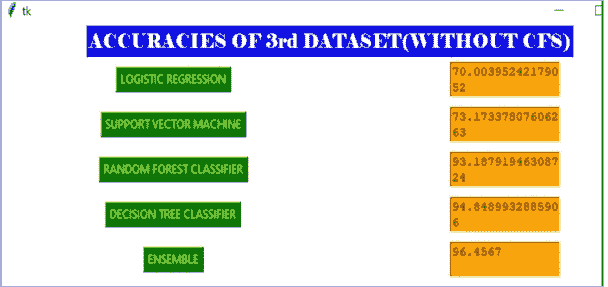 tk
ACCURACIES OF 3rd DATASET(WITHOUT CFS)
LOGISTIC REGRESSION
70.003952421790
52
SUPPORT VECTOR MACHINE
73.173378076062
63
RANDOM FOREST CLASSIFIER
93.187919463087
24
DECISION TREE CLASSIFIER
94.848993288590
6
ENSEMBLE
96.4567